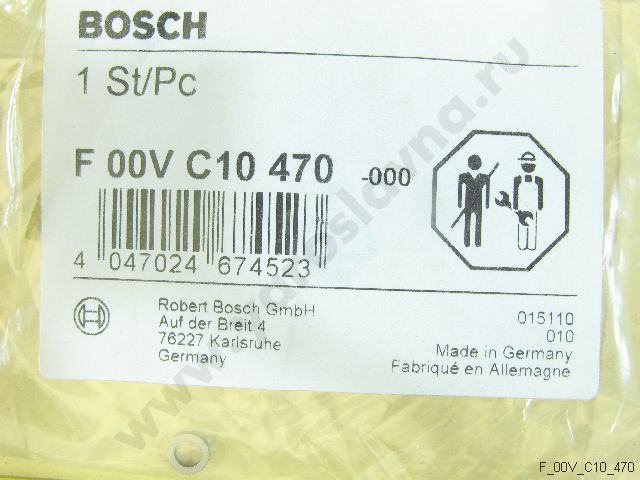 BOSCH
1 St/Pc
F 00V C10 470 -000
4 047024 674523
Robert Bosch GmbH
Auf der Breit 4
76227 Karlsruhe
Germany
015110
010
Made in Germany
Fabriqué en Allemagne
F_00V_C10_470